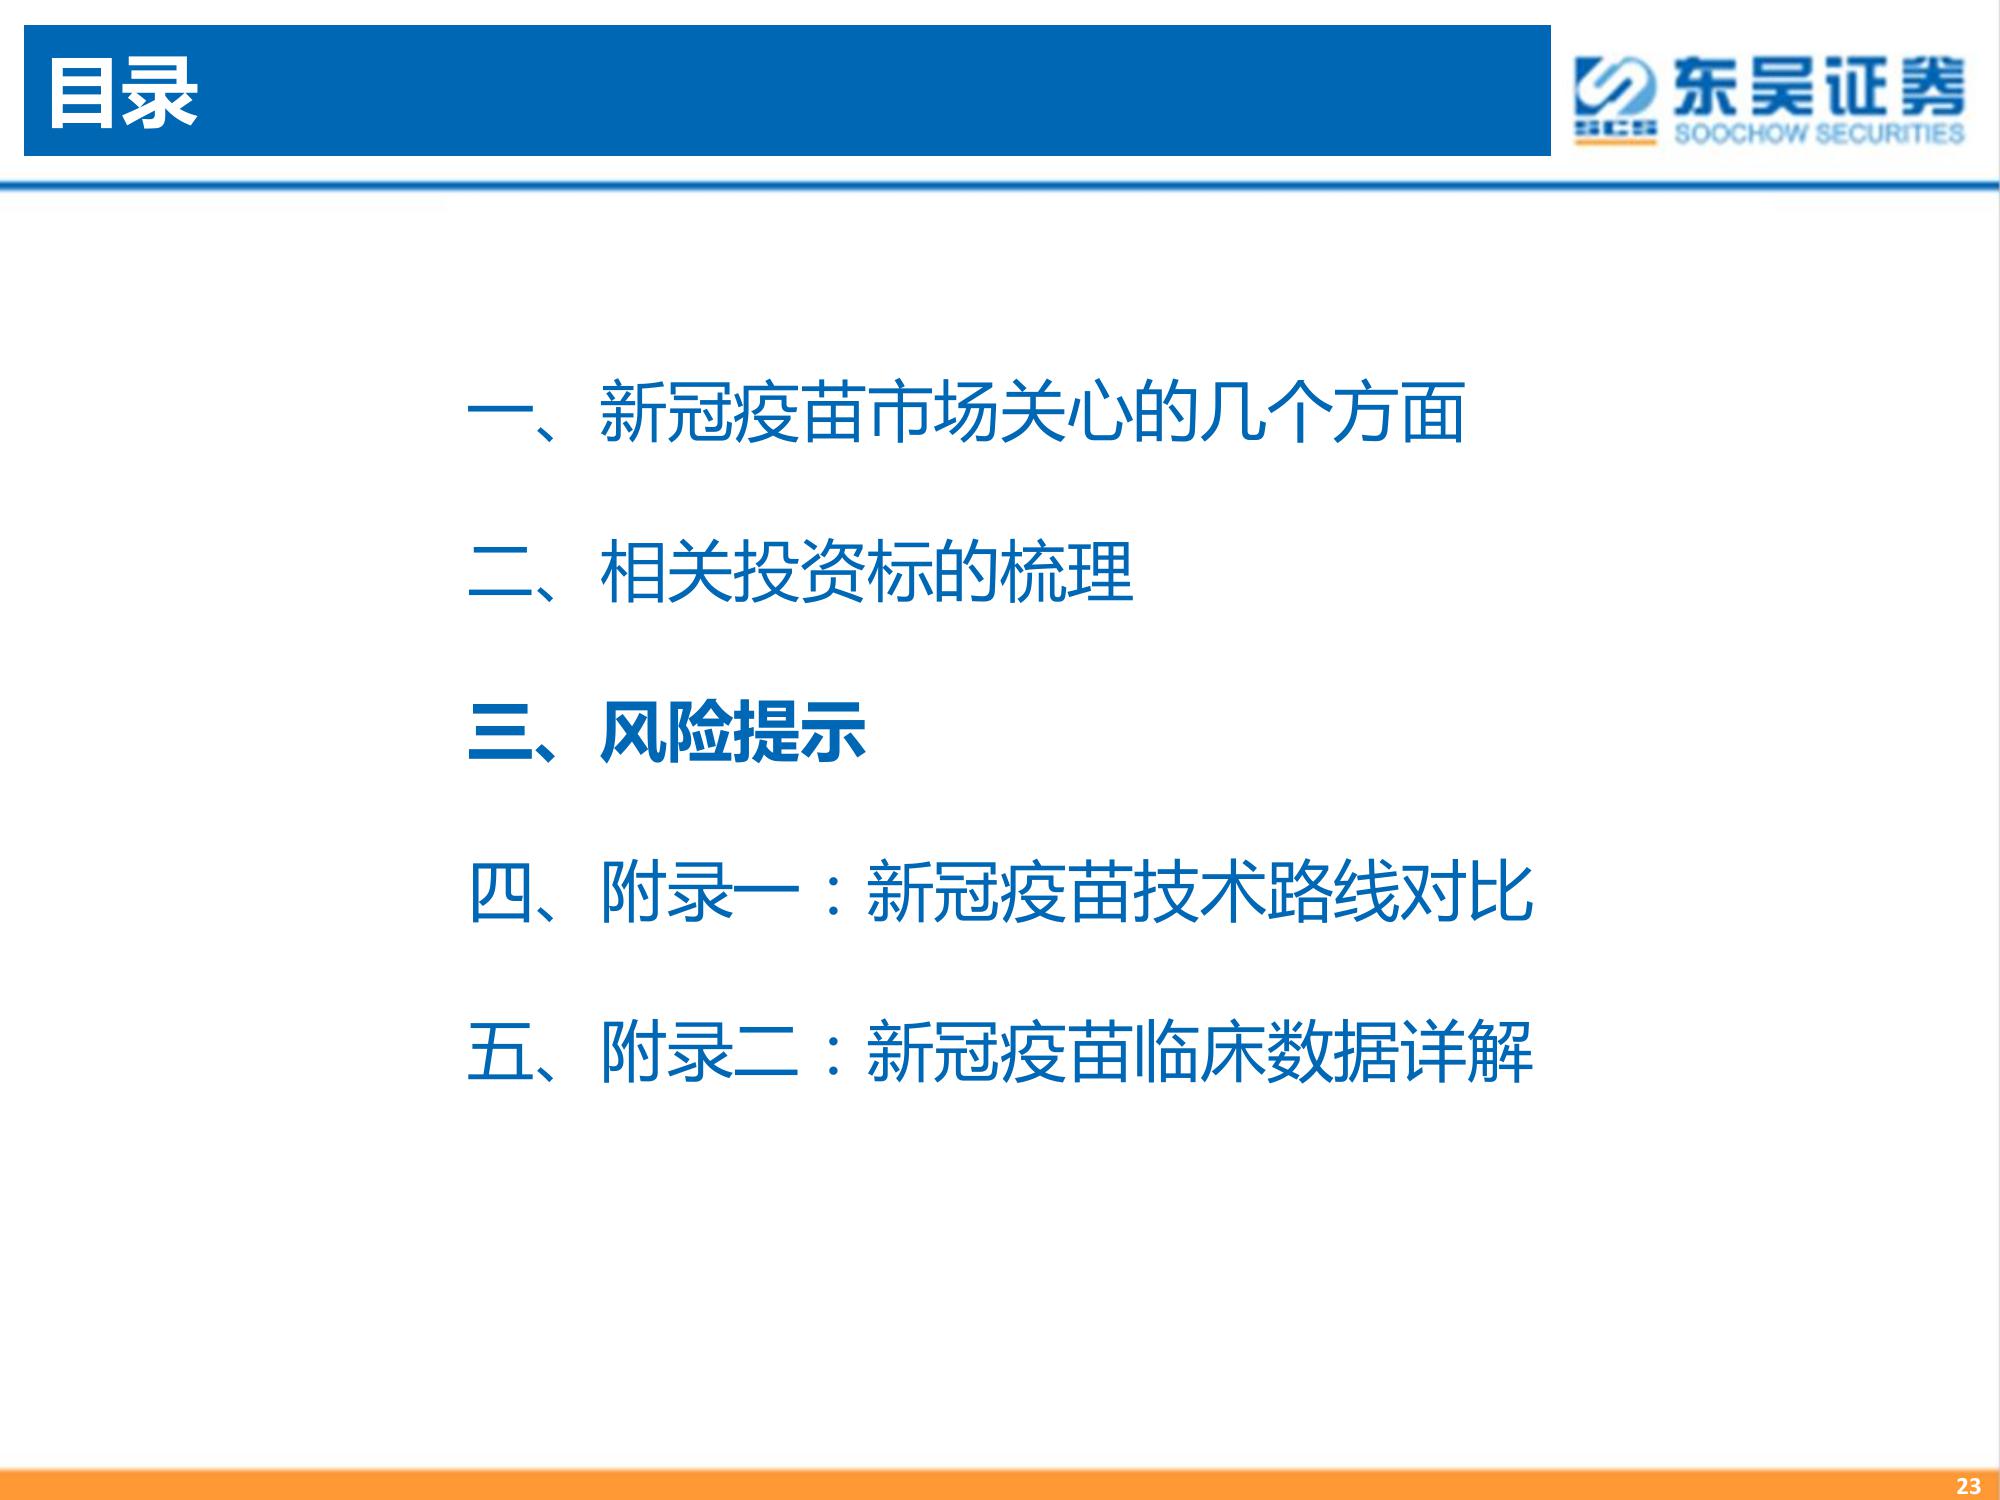 目录
SCS
东吴证券
SOOCHOW SECURITIES
一、新冠疫苗市场关心的几个方面
二、相关投资标的梳理
三、风险提示
四、附录一：新冠疫苗技术路线对比
五、附录二：新冠疫苗临床数据详解
23